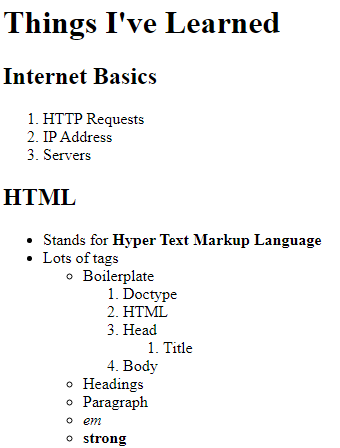 Things I've Learned
Internet Basics
1. HTTP Requests
2. IP Address
3. Servers
HTML
• Stands for Hyper Text Markup Language
• Lots of tags
○ Boilerplate
1. Doctype
2. HTML
3. Head
1. Title
4. Body
○ Headings
○ Paragraph
○ em
○ strong